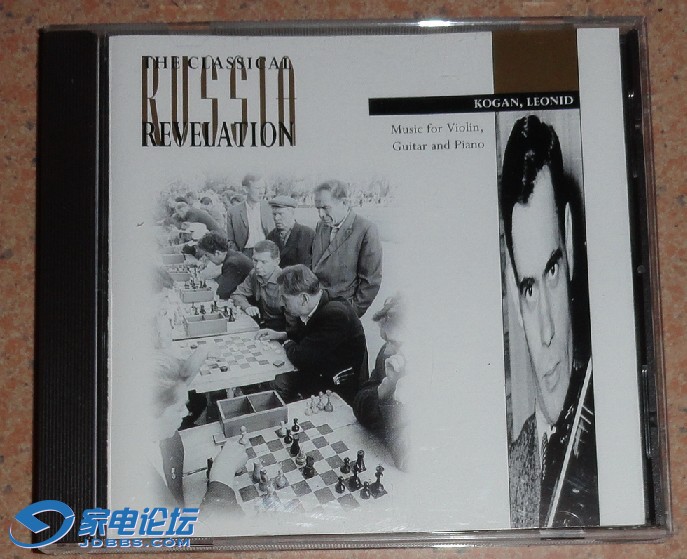 THE CLASSICAL
RUSSIA
REVELATION
KOGAN, LEONID
Music for Violin,
Guitar and Piano
家电论坛
JDBBS.COM